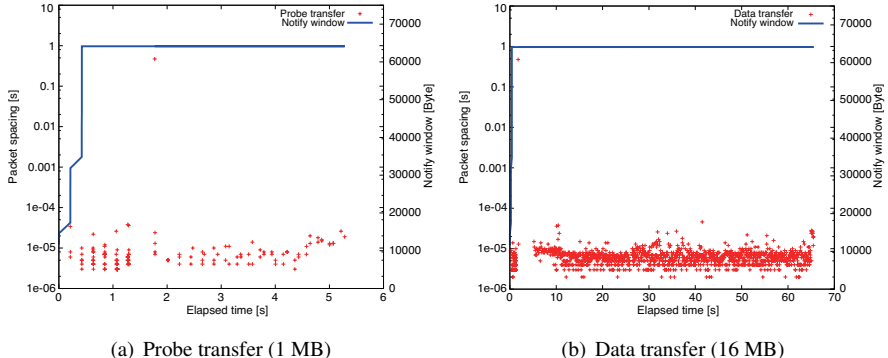 Probe transfer
Notify window
Packet spacing [s]
10
1
0.1
0.01
0.001
1e-04
1e-05
1e-06
0
1
2
3
4
5
6
Elapsed time [s]
70000
60000
50000
40000
30000
20000
10000
0
Notify window [Byte]
(a) Probe transfer (1 MB)
Data transfer
Notify window
Packet spacing [s]
10
1
0.1
0.01
0.001
1e-04
1e-05
1e-06
0
10
20
30
40
50
60
70
Elapsed time [s]
70000
60000
50000
40000
30000
20000
10000
0
Notify window [Byte]
(b) Data transfer (16 MB)